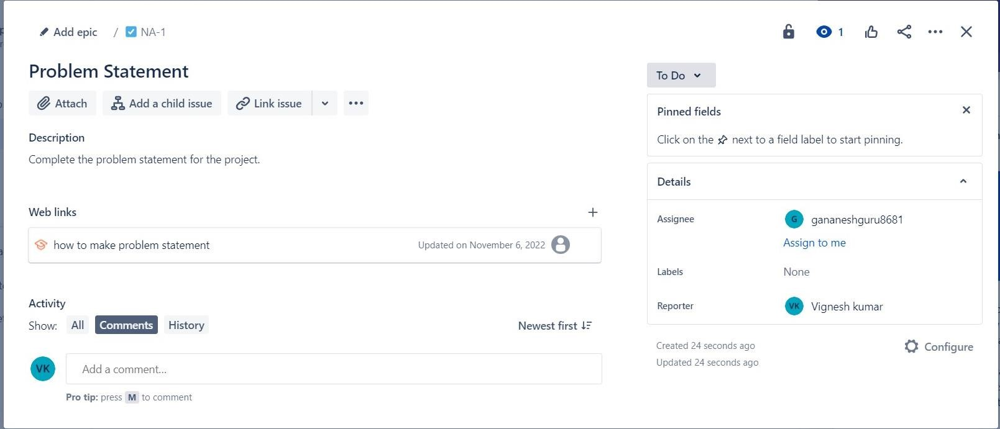 Add epic / NA-1
1
Problem Statement
To Do
Attach
Add a child issue
Link issue
Pinned fields
Click on the next to a field label to start pinning.
Description
Complete the problem statement for the project.
Details
Web links
Assignee
G gananeshguru8681
Assign to me
how to make problem statement
Updated on November 6, 2022
Labels
None
Reporter
VK Vignesh kumar
Activity
Show: All Comments History
Newest first
Created 24 seconds ago
Updated 24 seconds ago
Configure
VK
Add a comment...
Pro tip: press M to comment